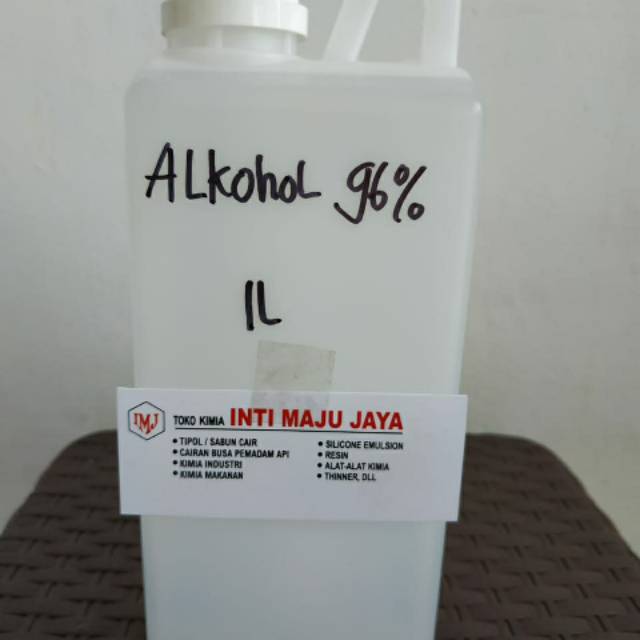 ALkohoL 96%
1L
IMJ
TOKO KIMIA INTI MAJU JAYA
• TIPOL / SABUN CAIR
• CAIRAN BUSA PEMADAM API
• KIMIA INDUSTRI
• KIMIA MAKANAN
• SILICONE EMULSION
• RESIN
• ALAT-ALAT KIMIA
• THINNER, DLL